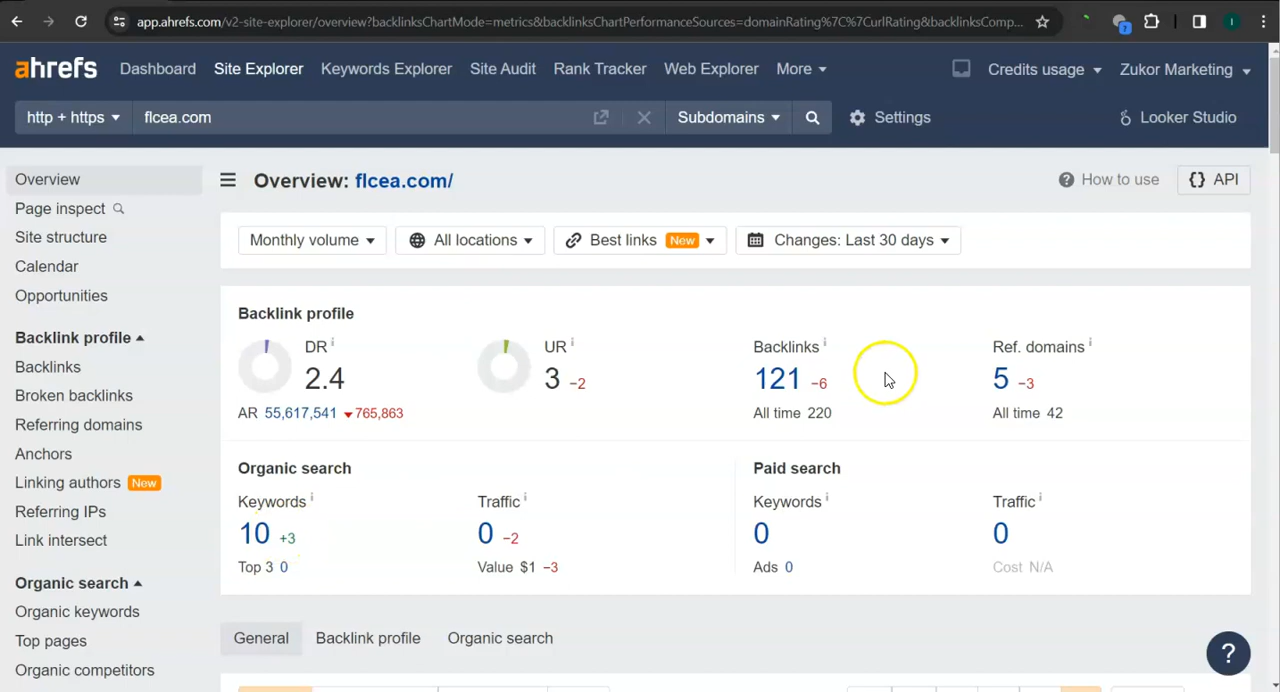 app.ahrefs.com/v2-site-explorer/overview?backlinksChartMode=metrics&backlinksChartPerformanceSources=domainRating%7C%7CurlRating&backlinksComp...
ahrefs Dashboard Site Explorer Keywords Explorer Site Audit Rank Tracker Web Explorer More Credits usage Zukor Marketing
http + https flcea.com Subdomains Settings Looker Studio
Overview
Page inspect
Site structure
Calendar
Opportunities
Backlink profile
Backlinks
Broken backlinks
Referring domains
Anchors
Linking authors New
Referring IPs
Link intersect
Organic search
Organic keywords
Top pages
Organic competitors
Overview: flcea.com/ How to use {} API
Monthly volume All locations Best links New Changes: Last 30 days
Backlink profile
DR UR Backlinks Ref. domains
2.4 3 −2 121 −6 5 −3
AR 55,617,541 765,863 All time 220 All time 42
Organic search Paid search
Keywords Traffic Keywords Traffic
10 +3 0 −2 0 0
Top 3 0 Value $1 −3 Ads 0 Cost N/A
General Backlink profile Organic search
?